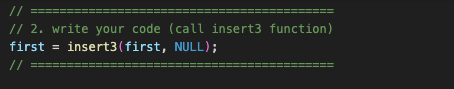 // ==========================================
// 2. write your code (call insert3 function)
first = insert3(first, NULL);
// ==========================================